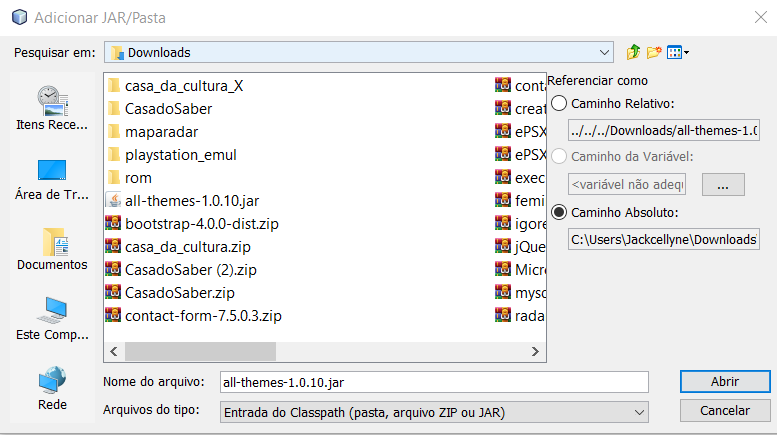 Adicionar JAR/Pasta
Pesquisar em:
Downloads
Itens Rece...
Área de Tr...
Documentos
Este Comp...
Rede
casa_da_cultura_X
CasadoSaber
maparadar
playstation_emul
rom
all-themes-1.0.10.jar
bootstrap-4.0.0-dist.zip
casa_da_cultura.zip
CasadoSaber (2).zip
CasadoSaber.zip
contact-form-7.5.0.3.zip
conta
creat
ePSX
ePSX
exec
femi
igore
jQue
Micro
mysq
rada
Referenciar como
Caminho Relativo:
../../../Downloads/all-themes-1.0
Caminho da Variável:
<variável não adequ
...
Caminho Absoluto:
C:\Users\Jackcellyne\Downloads
Nome do arquivo:
all-themes-1.0.10.jar
Abrir
Arquivos do tipo:
Entrada do Classpath (pasta, arquivo ZIP ou JAR)
Cancelar